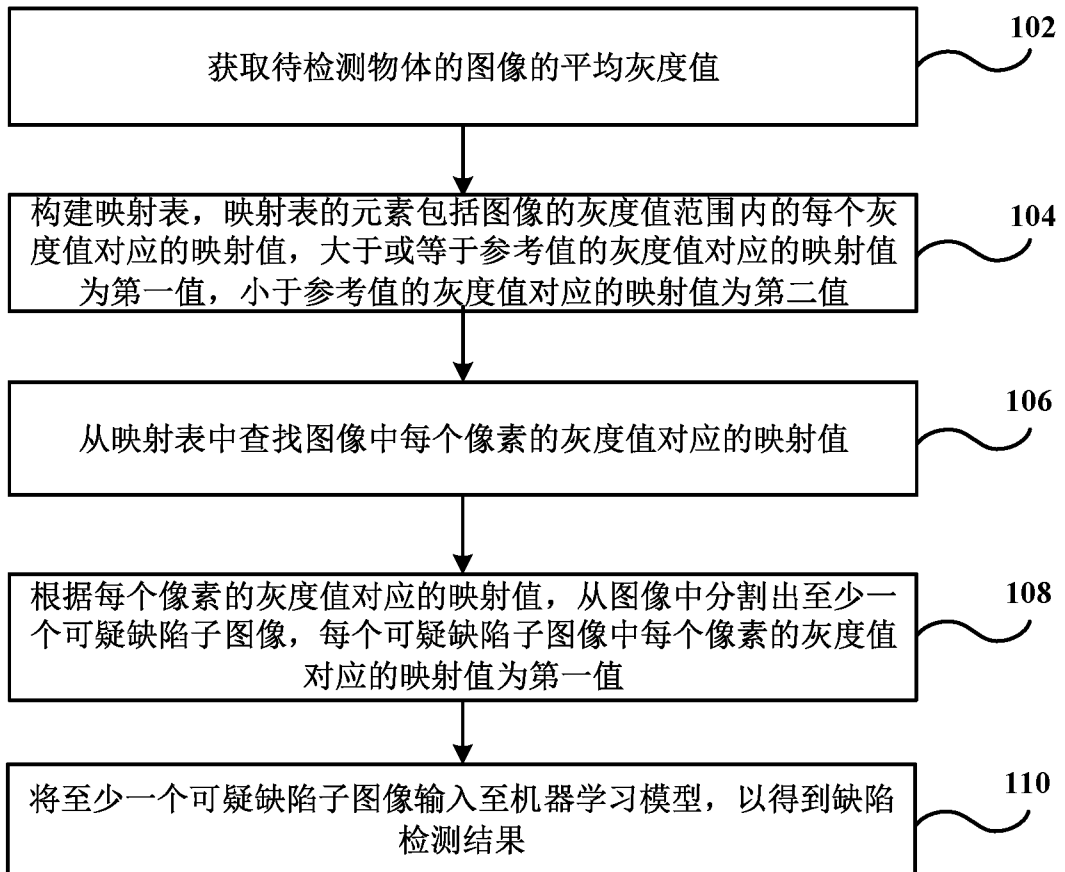 102
获取待检测物体的图像的平均灰度值
104
构建映射表，映射表的元素包括图像的灰度值范围内的每个灰
度值对应的映射值，大于或等于参考值的灰度值对应的映射值
为第一值，小于参考值的灰度值对应的映射值为第二值
106
从映射表中查找图像中每个像素的灰度值对应的映射值
108
根据每个像素的灰度值对应的映射值，从图像中分割出至少一
个可疑缺陷子图像，每个可疑缺陷子图像中每个像素的灰度值
对应的映射值为第一值
110
将至少一个可疑缺陷子图像输入至机器学习模型，以得到缺陷
检测结果